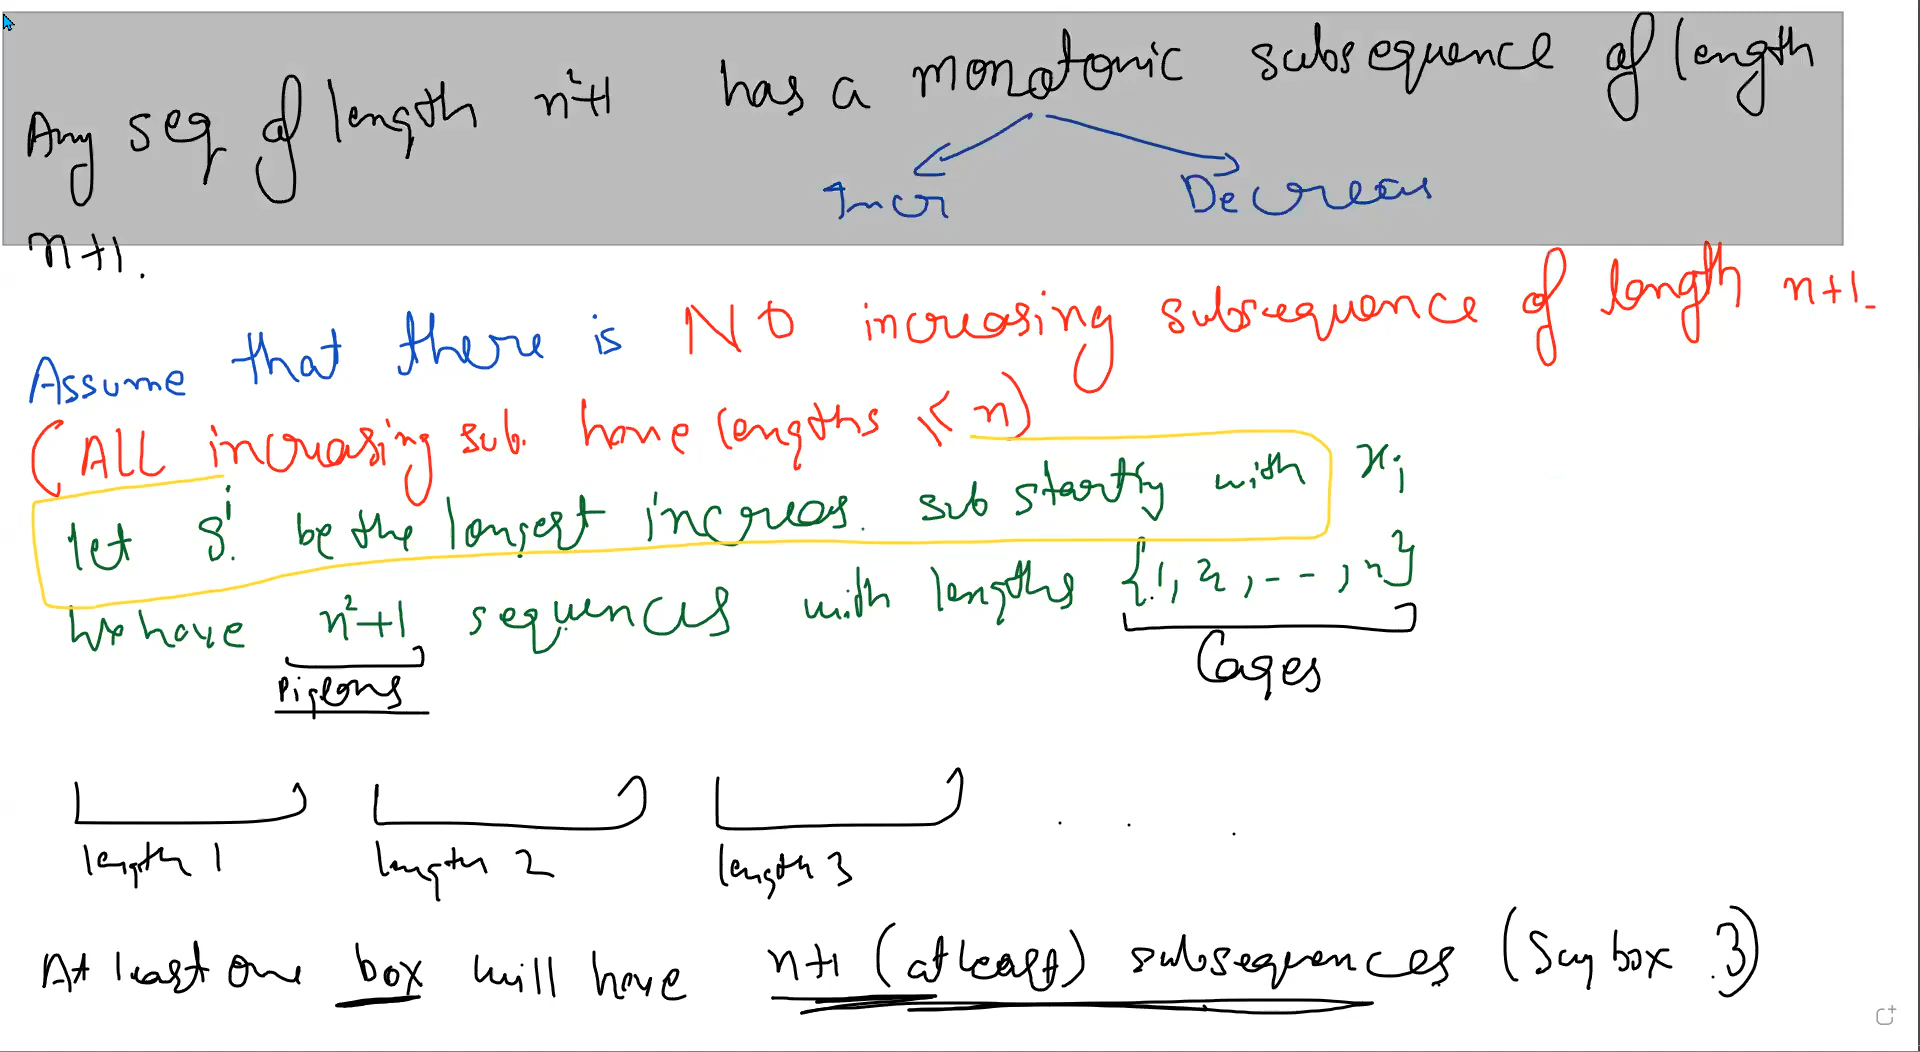 Any seq of length n²+1 has a monotonic subsequence of length
Incr Decreas
n+1.
Assume that there is NO increasing subsequence of length n+1.
(ALL increasing sub. have lengths ≤ n)
let Sⁱ be the longest increas. sub starting with xᵢ
We have n²+1 sequences with lengths {1, 2, --, n}
Pigeons Cages
length 1 length 2 length 3 . . .
At least one box will have n+1 (at least) subsequences (Say box 3)